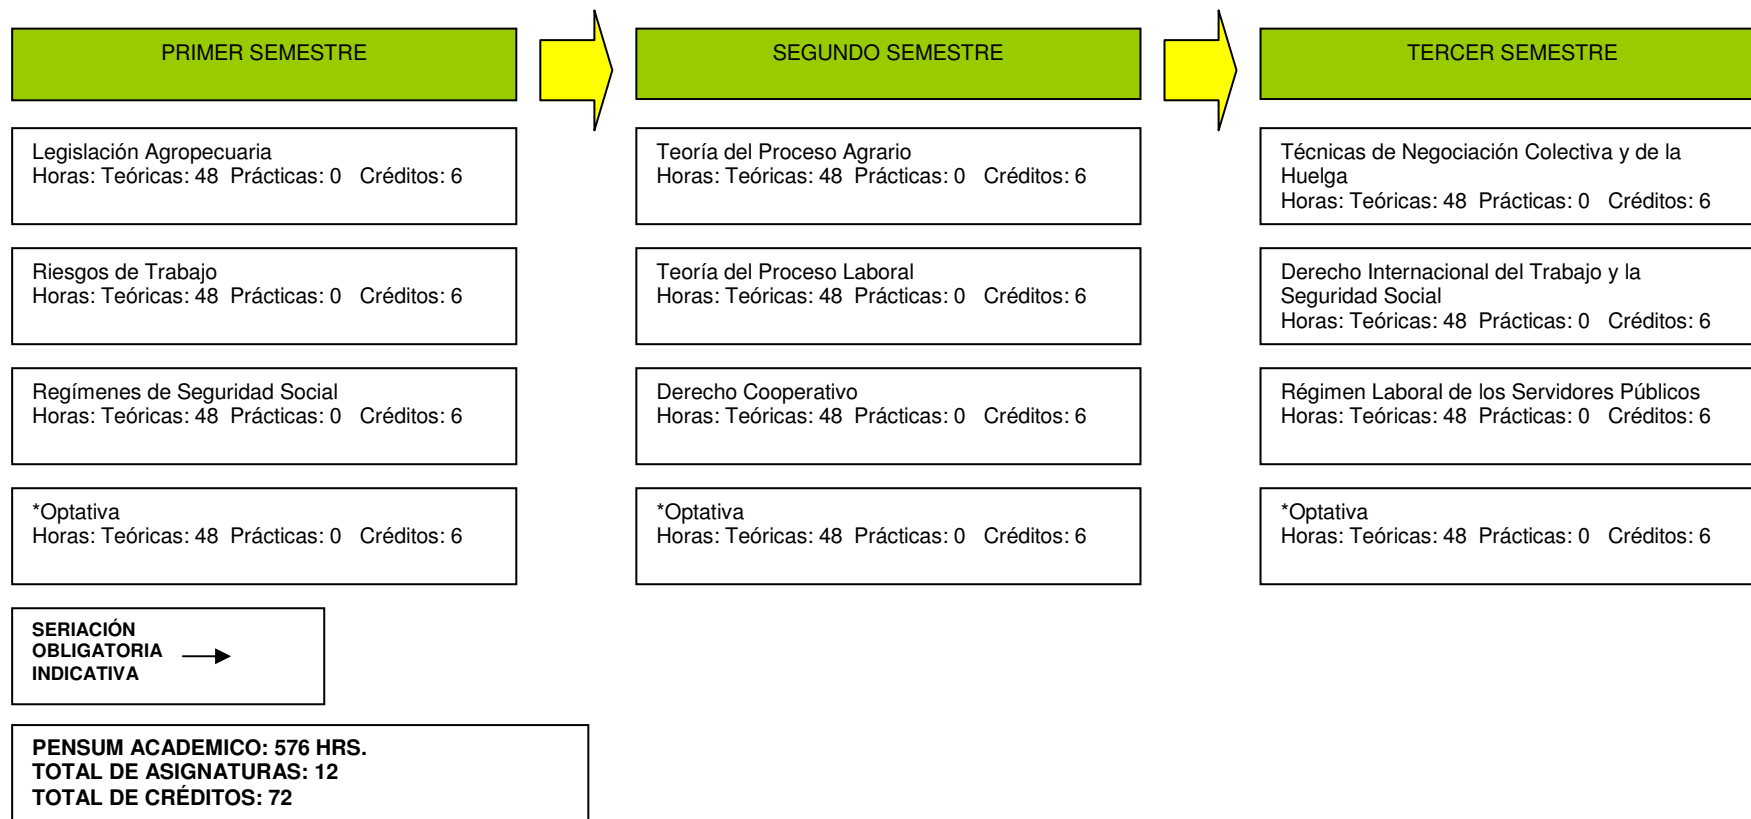 PRIMER SEMESTRE
SEGUNDO SEMESTRE
TERCER SEMESTRE
Legislación Agropecuaria
Horas: Teóricas: 48 Prácticas: 0 Créditos: 6
Teoría del Proceso Agrario
Horas: Teóricas: 48 Prácticas: 0 Créditos: 6
Técnicas de Negociación Colectiva y de la
Huelga
Horas: Teóricas: 48 Prácticas: 0 Créditos: 6
Riesgos de Trabajo
Horas: Teóricas: 48 Prácticas: 0 Créditos: 6
Teoría del Proceso Laboral
Horas: Teóricas: 48 Prácticas: 0 Créditos: 6
Derecho Internacional del Trabajo y la
Seguridad Social
Horas: Teóricas: 48 Prácticas: 0 Créditos: 6
Regímenes de Seguridad Social
Horas: Teóricas: 48 Prácticas: 0 Créditos: 6
Derecho Cooperativo
Horas: Teóricas: 48 Prácticas: 0 Créditos: 6
Régimen Laboral de los Servidores Públicos
Horas: Teóricas: 48 Prácticas: 0 Créditos: 6
*Optativa
Horas: Teóricas: 48 Prácticas: 0 Créditos: 6
*Optativa
Horas: Teóricas: 48 Prácticas: 0 Créditos: 6
*Optativa
Horas: Teóricas: 48 Prácticas: 0 Créditos: 6
SERIACIÓN
OBLIGATORIA
INDICATIVA
PENSUM ACADEMICO: 576 HRS.
TOTAL DE ASIGNATURAS: 12
TOTAL DE CRÉDITOS: 72